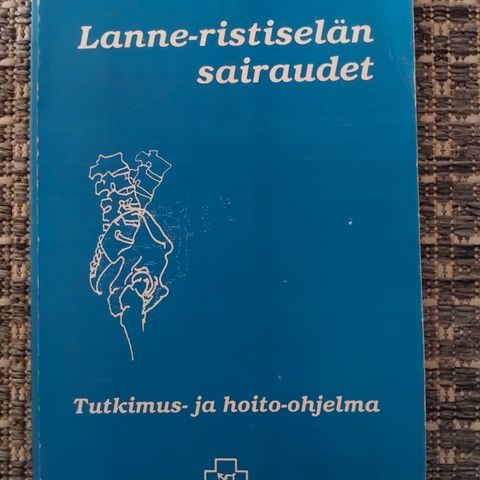 Lanne-ristiselän
sairaudet
Tutkimus- ja hoito-ohjelma